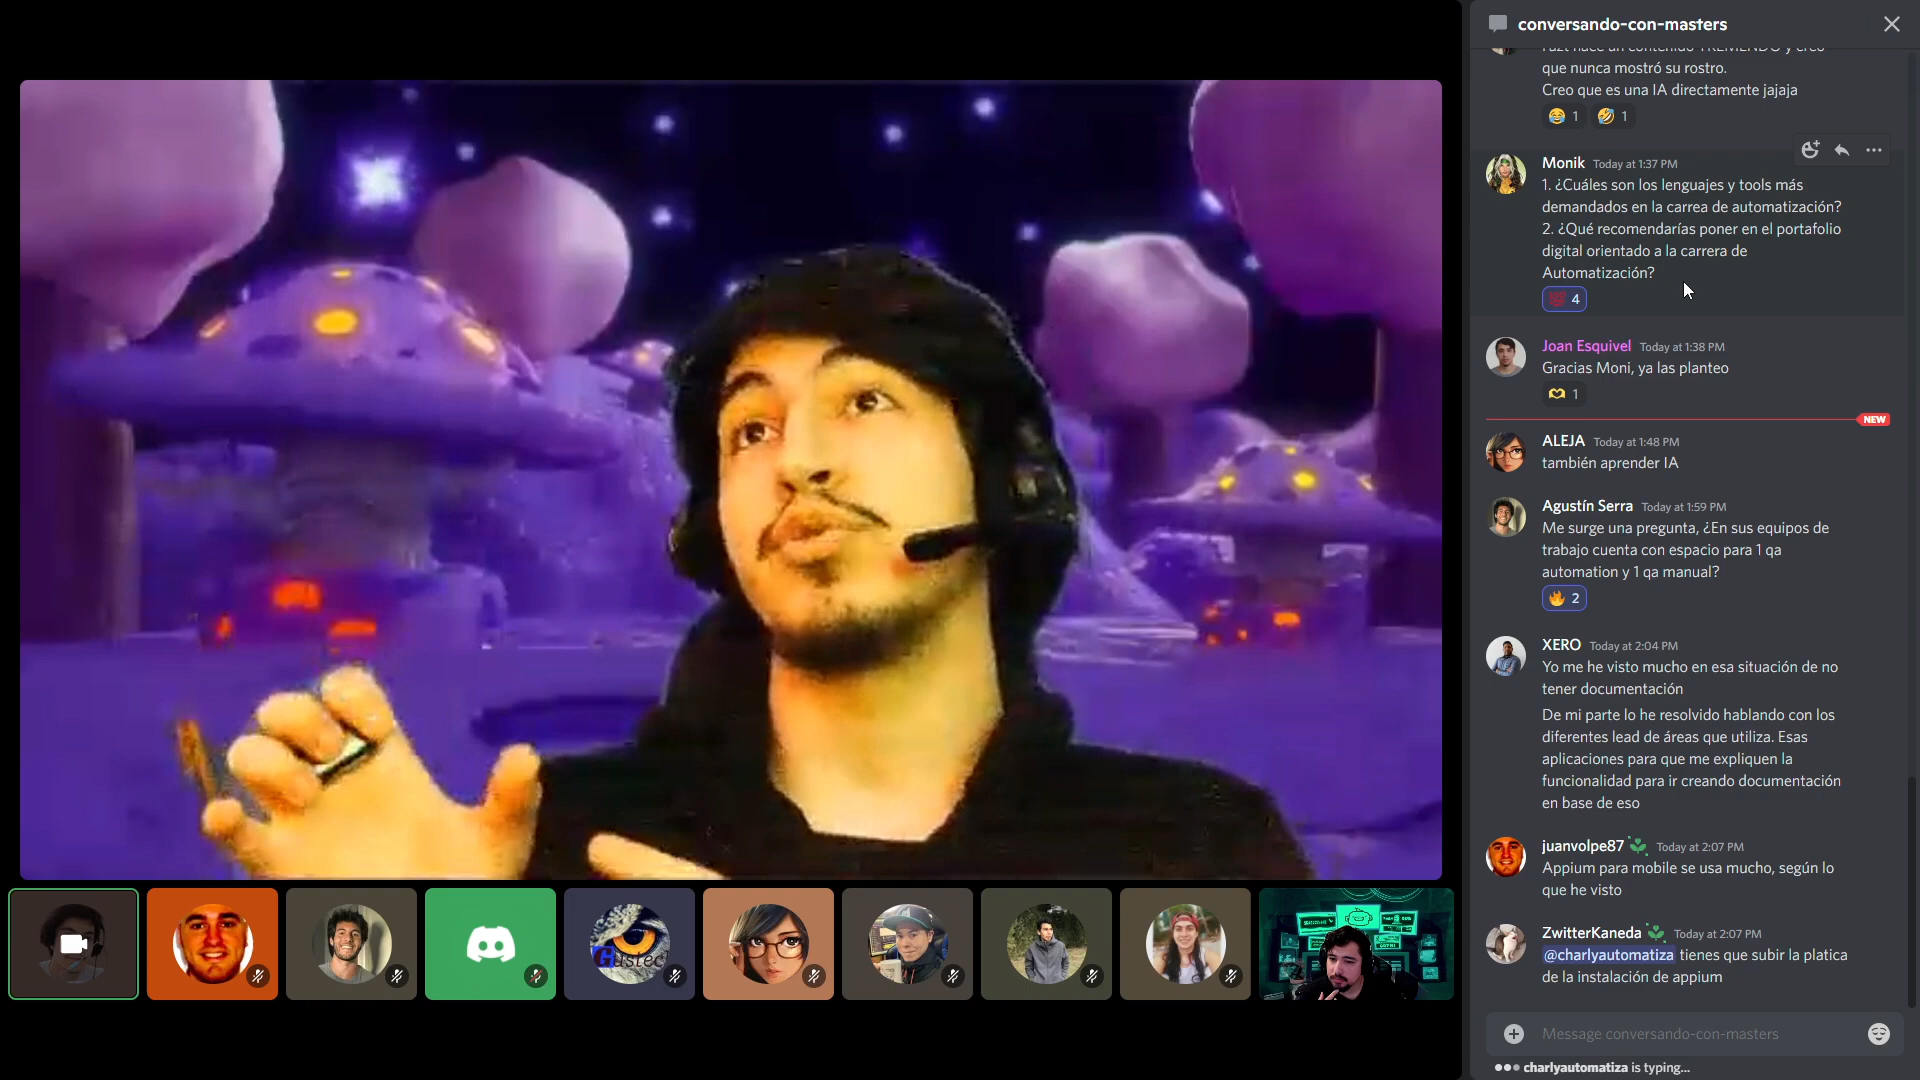 conversando-con-masters
Fazt hace un contenido TREMENDO y creo
que nunca mostró su rostro.
Creo que es una IA directamente jajaja
1 1
Monik Today at 1:37 PM
1. ¿Cuáles son los lenguajes y tools más
demandados en la carrea de automatización?
2. ¿Qué recomendarías poner en el portafolio
digital orientado a la carrera de
Automatización?
4
Joan Esquivel Today at 1:38 PM
Gracias Moni, ya las planteo
1
NEW
ALEJA Today at 1:48 PM
también aprender IA
Agustín Serra Today at 1:59 PM
Me surge una pregunta, ¿En sus equipos de
trabajo cuenta con espacio para 1 qa
automation y 1 qa manual?
2
XERO Today at 2:04 PM
Yo me he visto mucho en esa situación de no
tener documentación
De mi parte lo he resolvido hablando con los
diferentes lead de áreas que utiliza. Esas
aplicaciones para que me expliquen la
funcionalidad para ir creando documentación
en base de eso
juanvolpe87 Today at 2:07 PM
Appium para mobile se usa mucho, según lo
que he visto
ZwitterKaneda Today at 2:07 PM
@charlyautomatiza tienes que subir la platica
de la instalación de appium
Message conversando-con-masters
charlyautomatiza is typing...